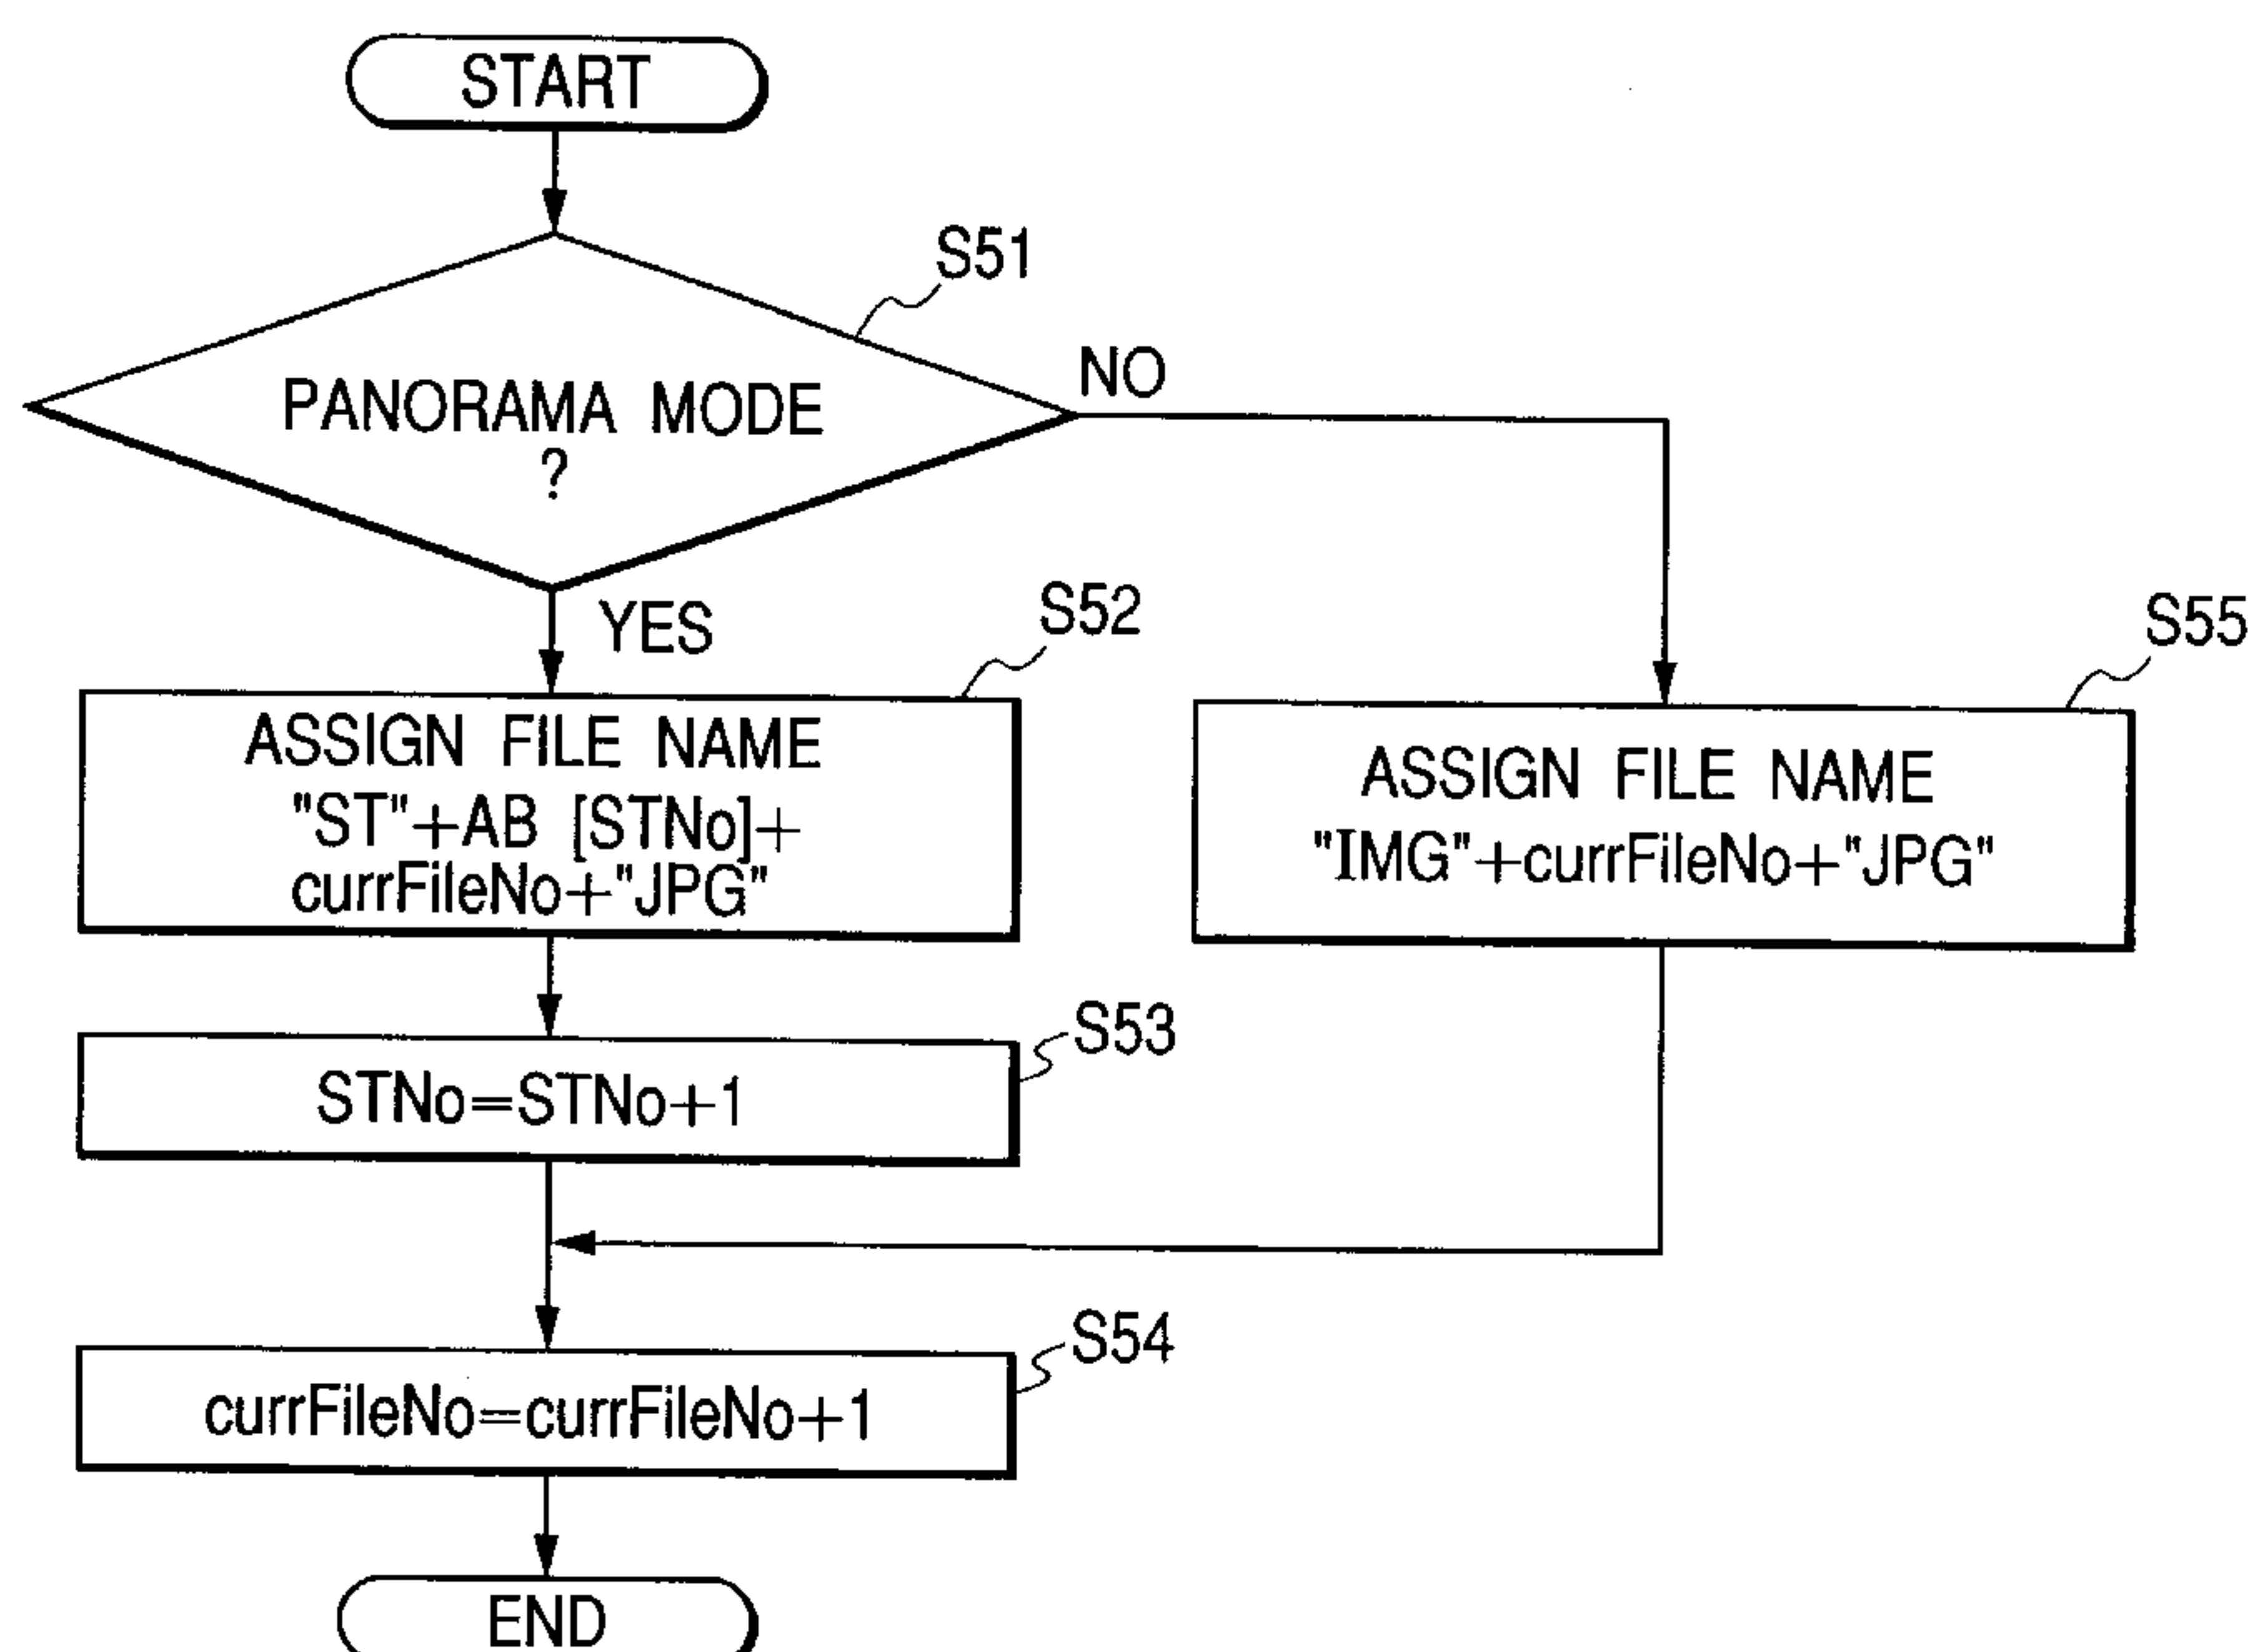 START
S51
PANORAMA MODE
?
NO
YES
S52
ASSIGN FILE NAME
"ST"+AB [STNo]+
currFileNo+"JPG"
S55
ASSIGN FILE NAME
"IMG"+currFileNo+"JPG"
S53
STNo=STNo+1
S54
currFileNo=currFileNo+1
END